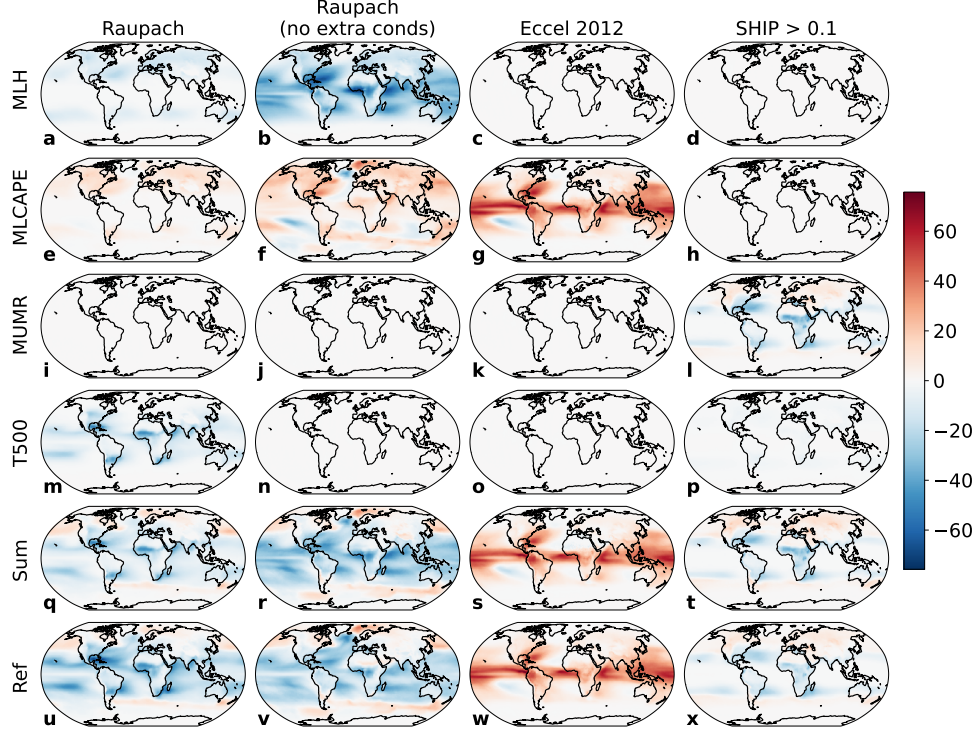 Raupach
Raupach
(no extra conds)
Eccel 2012
SHIP > 0.1
MLH
a
b
c
d
MLCAPE
e
f
g
h
MUMR
i
j
k
l
T500
m
n
o
p
Sum
q
r
s
t
Ref
u
v
w
x
60
40
20
0
−20
−40
−60